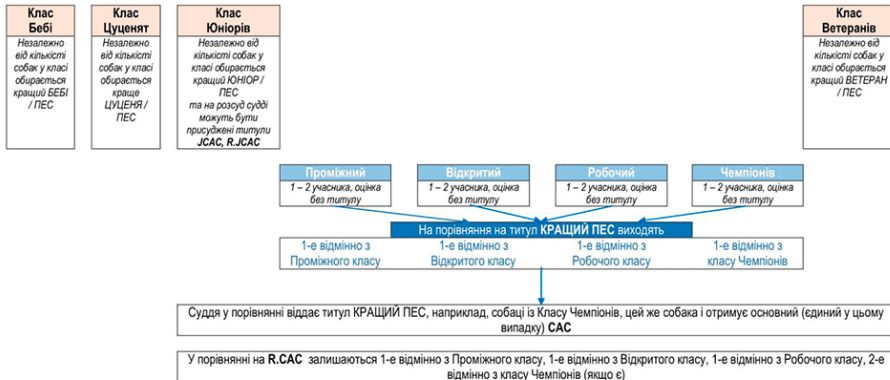 Клас
Бебі
Незалежно
від кількісті
собак у класі
обирається
кращий БЕБІ
/ ПЕС
Клас
Цуценят
Незалежно
від кількісті
собак у класі
обирається
краще
ЦУЦЕНЯ /
ПЕС
Клас
Юніорів
Незалежно від
кількісті собак у
класі обирається
кращий ЮНІОР /
ПЕС
та на розсуд судді
можуть бути
присуджені титули
JCAC, R.JCAC
Клас
Ветеранів
Незалежно від
кількісті собак у
класі обирається
кращий ВЕТЕРАН
/ ПЕС
Проміжний
1 – 2 учасника, оцінка
без титулу
Відкритий
1 – 2 учасника, оцінка
без титулу
Робочий
1 – 2 учасника, оцінка
без титулу
Чемпіонів
1 – 2 учасника, оцінка
без титулу
На порівняння на титул КРАЩИЙ ПЕС виходять
1-е відмінно з
Проміжного класу
1-е відмінно з
Відкритого класу
1-е відмінно з
Робочого класу
1-е відмінно з
класу Чемпіонів
Суддя у порівнянні віддає титул КРАЩИЙ ПЕС, наприклад, собаці із Класу Чемпіонів, цей же собака і отримує основний (єдиний у цьому
випадку) САС
У порівнянні на R.САС залишаються 1-е відмінно з Проміжного класу, 1-е відмінно з Відкритого класу, 1-е відмінно з Робочого класу, 2-е
відмінно з класу Чемпіонів (якщо є)